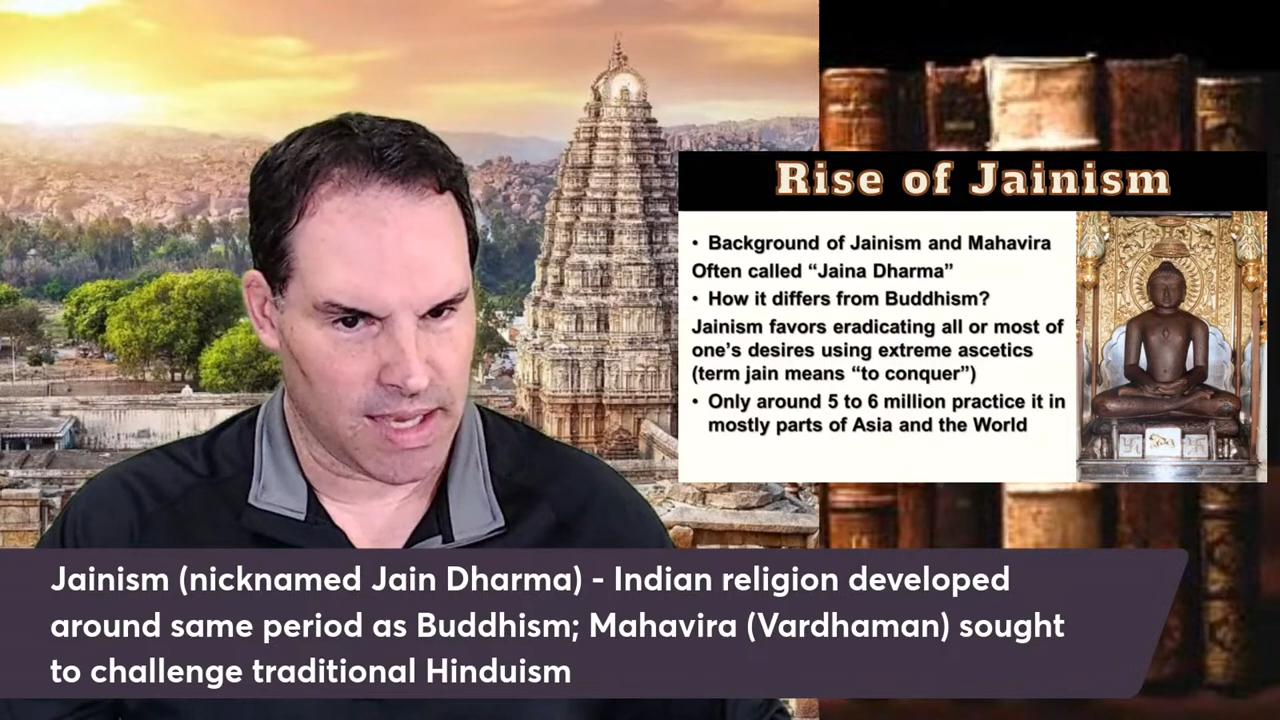 Rise of Jainism
• Background of Jainism and Mahavira
Often called “Jaina Dharma”
• How it differs from Buddhism?
Jainism favors eradicating all or most of
one’s desires using extreme ascetics
(term jain means “to conquer”)
• Only around 5 to 6 million practice it in
mostly parts of Asia and the World
Jainism (nicknamed Jain Dharma) - Indian religion developed
around same period as Buddhism; Mahavira (Vardhaman) sought
to challenge traditional Hinduism